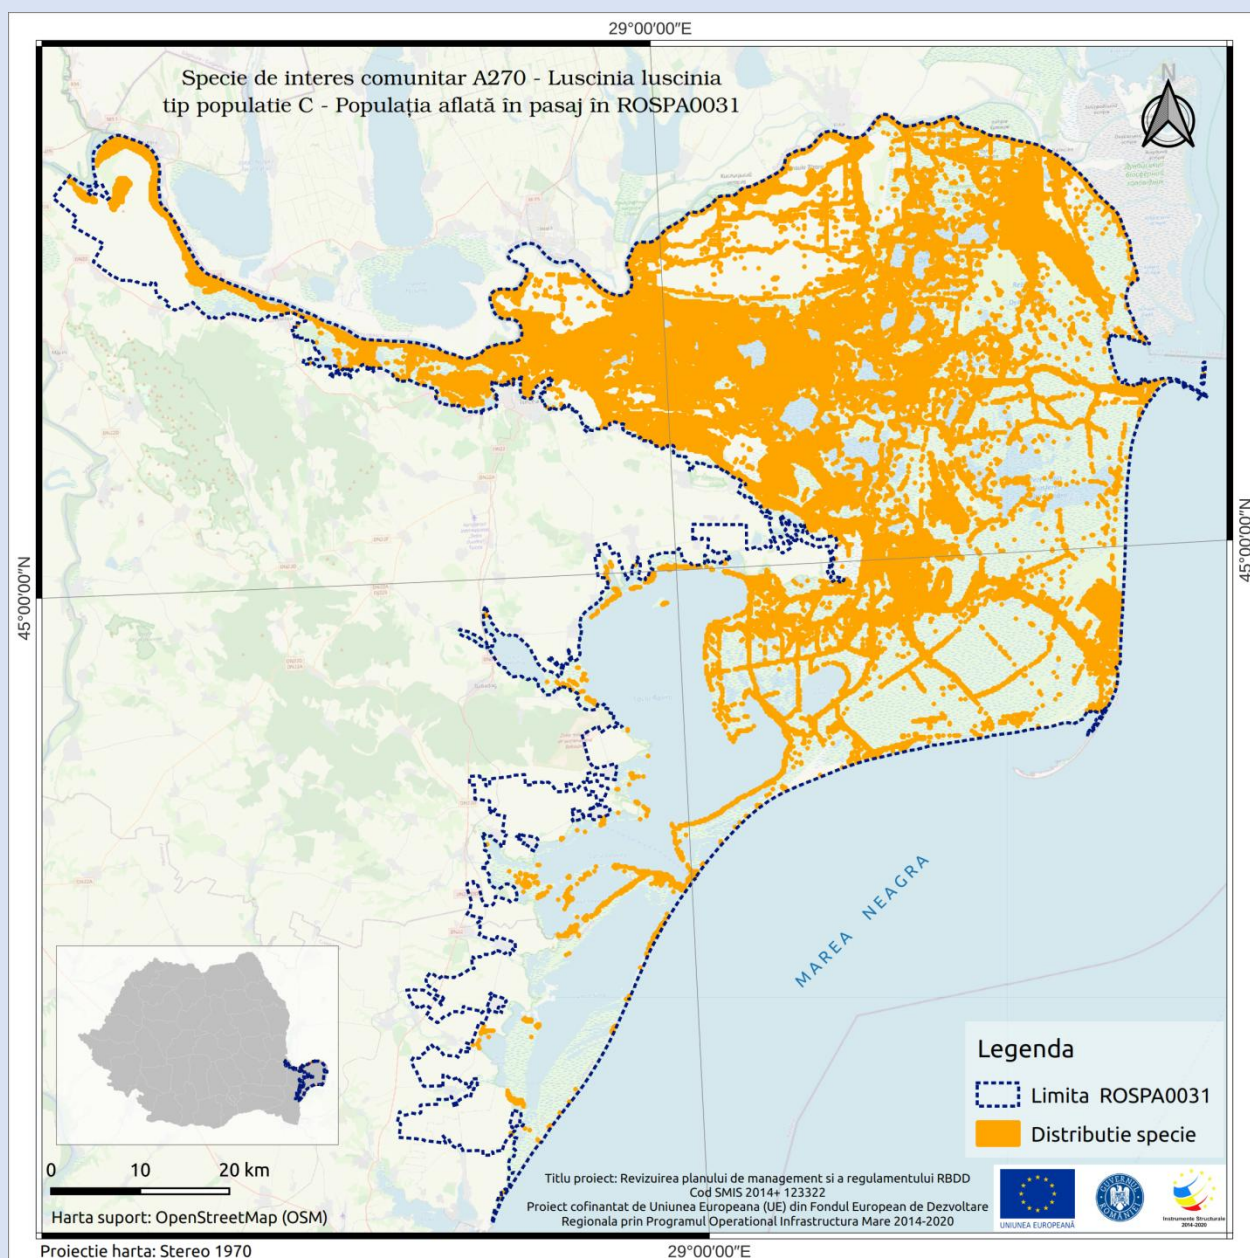 29°00′00″E
Specie de interes comunitar A270 - Luscinia luscinia
tip populatie C - Populația aflată în pasaj în ROSPA0031
N
45°00′00″N
45°00′00″N
MAREA NEAGRA
Legenda
Limita ROSPA0031
Distributie specie
0 10 20 km
Harta suport: OpenStreetMap (OSM)
Titlu proiect: Revizuirea planului de management si a regulamentului RBDD
Cod SMIS 2014+ 123322
Proiect cofinantat de Uniunea Europeana (UE) din Fondul European de Dezvoltare
Regionala prin Programul Operational Infrastructura Mare 2014-2020
UNIUNEA EUROPEANĂ
GUVERNUL ROMÂNIEI
Instrumente Structurale
2014-2020
Proiectie harta: Stereo 1970
29°00′00″E